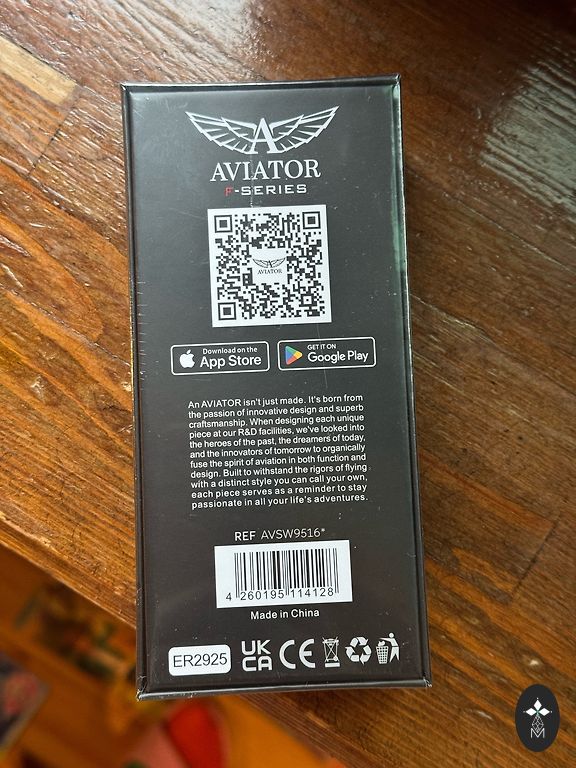 A
AVIATOR
F-SERIES
AVIATOR
Download on the
App Store
GET IT ON
Google Play
An AVIATOR isn't just made. It's born from
the passion of innovative design and superb
craftsmanship. When designing each unique
piece at our R&D facilities, we've looked into
the heroes of the past, the dreamers of today,
and the innovators of tomorrow to organically
fuse the spirit of aviation in both function and
design. Built to withstand the rigors of flying
with a distinct style you can call your own,
each piece serves as a reminder to stay
passionate in all your life's adventures.
REF AVSW9516*
4 260195 114128
Made in China
ER2925
UK
CA
CE
M